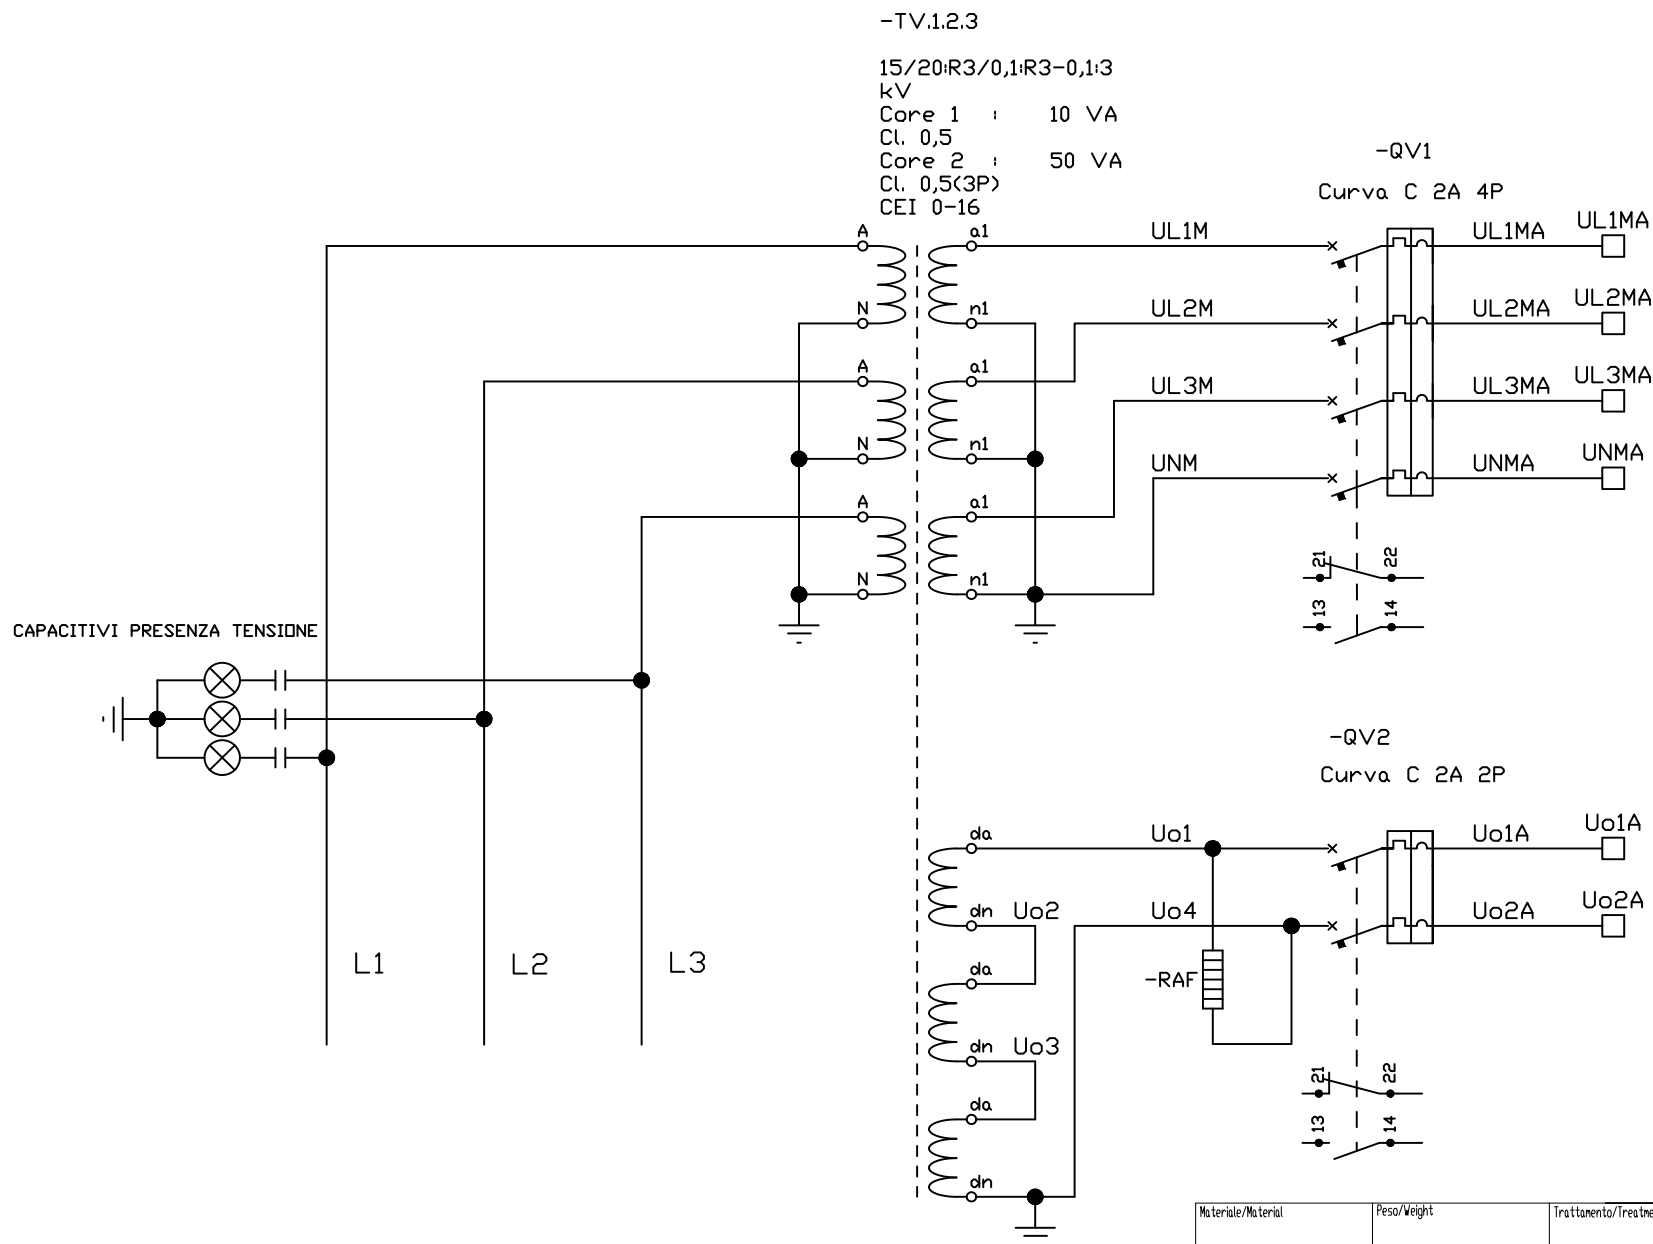 -TV.1.2.3
15/20:R3/0,1:R3-0,1:3
kV
Core 1 : 10 VA
Cl. 0,5
Core 2 : 50 VA
Cl. 0,5(3P)
CEI 0-16
-QV1
Curva C 2A 4P
A
a1
UL1M
UL1MA
UL1MA
N
n1
UL2M
UL2MA
UL2MA
A
a1
UL3M
UL3MA
UL3MA
N
n1
UNM
UNMA
UNMA
A
a1
N
n1
21
22
13
14
CAPACITIVI PRESENZA TENSIONE
-QV2
Curva C 2A 2P
da
Uo1
Uo1A
Uo1A
dn
Uo2
Uo4
Uo2A
Uo2A
L1
L2
L3
da
-RAF
dn
Uo3
da
dn
21
22
13
14
Materiale/Material
Peso/Weight
Trattamento/Treatme